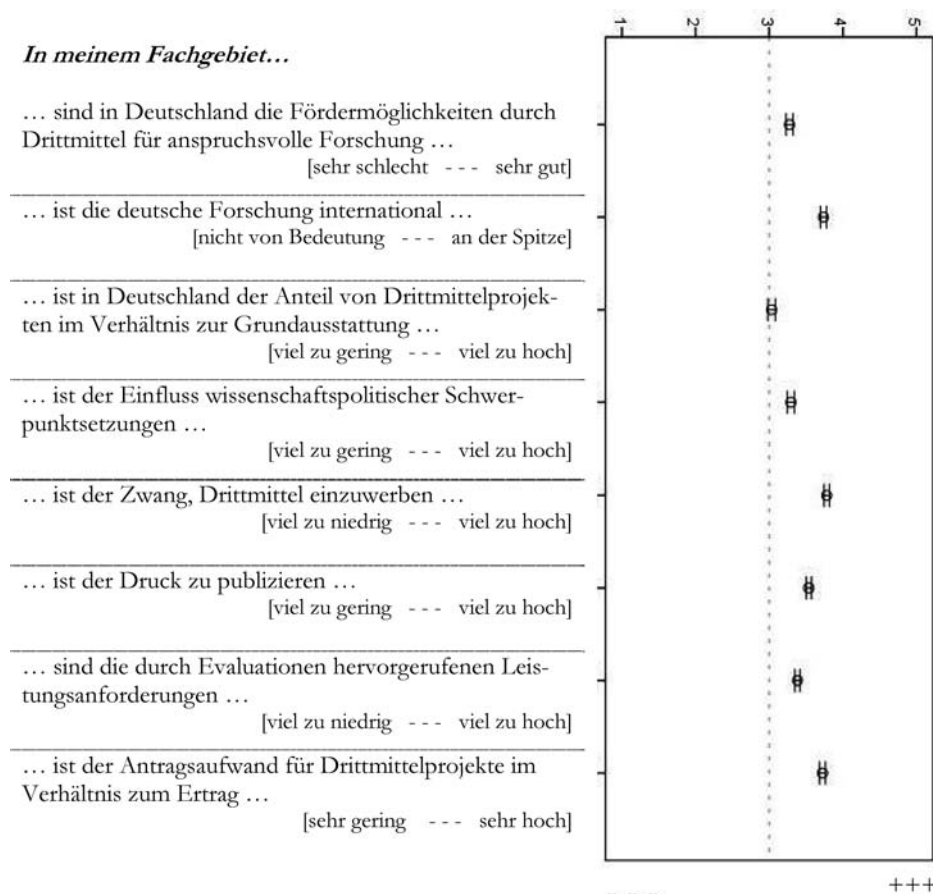 1 2 3 4 5
In meinem Fachgebiet…
… sind in Deutschland die Fördermöglichkeiten durch
Drittmittel für anspruchsvolle Forschung …
[sehr schlecht - - - sehr gut]
… ist die deutsche Forschung international …
[nicht von Bedeutung - - - an der Spitze]
… ist in Deutschland der Anteil von Drittmittelprojek-
ten im Verhältnis zur Grundausstattung …
[viel zu gering - - - viel zu hoch]
… ist der Einfluss wissenschaftspolitischer Schwer-
punktsetzungen …
[viel zu gering - - - viel zu hoch]
… ist der Zwang, Drittmittel einzuwerben …
[viel zu niedrig - - - viel zu hoch]
… ist der Druck zu publizieren …
[viel zu gering - - - viel zu hoch]
… sind die durch Evaluationen hervorgerufenen Leis-
tungsanforderungen …
[viel zu niedrig - - - viel zu hoch]
… ist der Antragsaufwand für Drittmittelprojekte im
Verhältnis zum Ertrag …
[sehr gering - - - sehr hoch]
+++